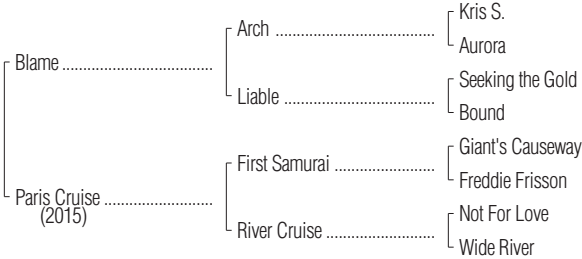 Kris S.
Arch
Aurora
Blame
Seeking the Gold
Liable
Bound
Giant's Causeway
First Samurai
Freddie Frisson
Paris Cruise
(2015)
Not For Love
River Cruise
Wide River